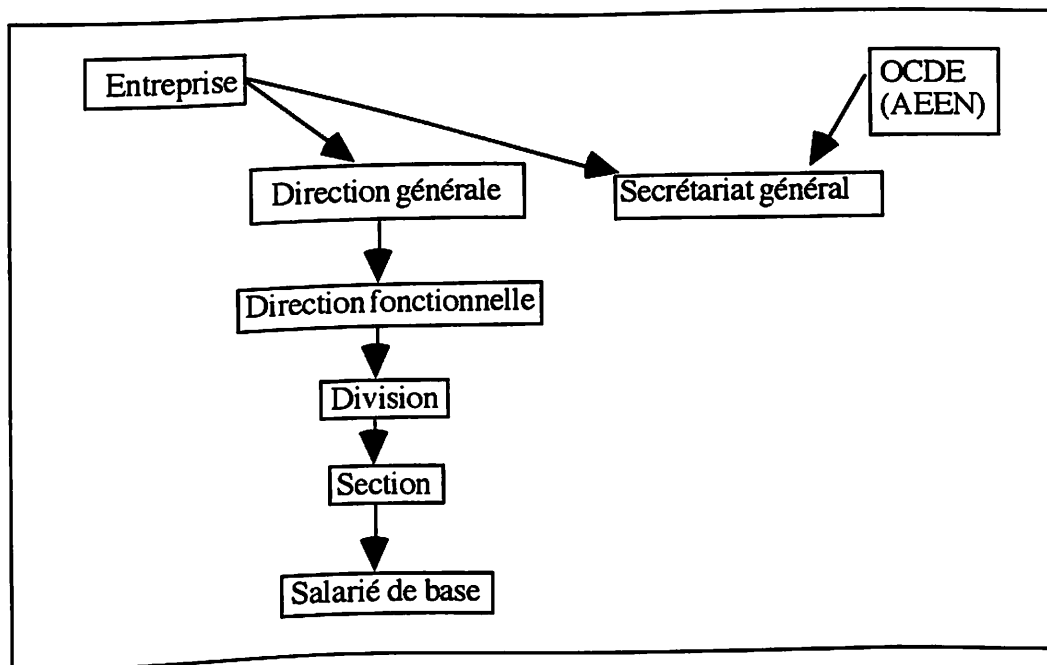 Entreprise
OCDE
(AEEN)
Direction générale
Secrétariat général
Direction fonctionnelle
Division
Section
Salarié de base